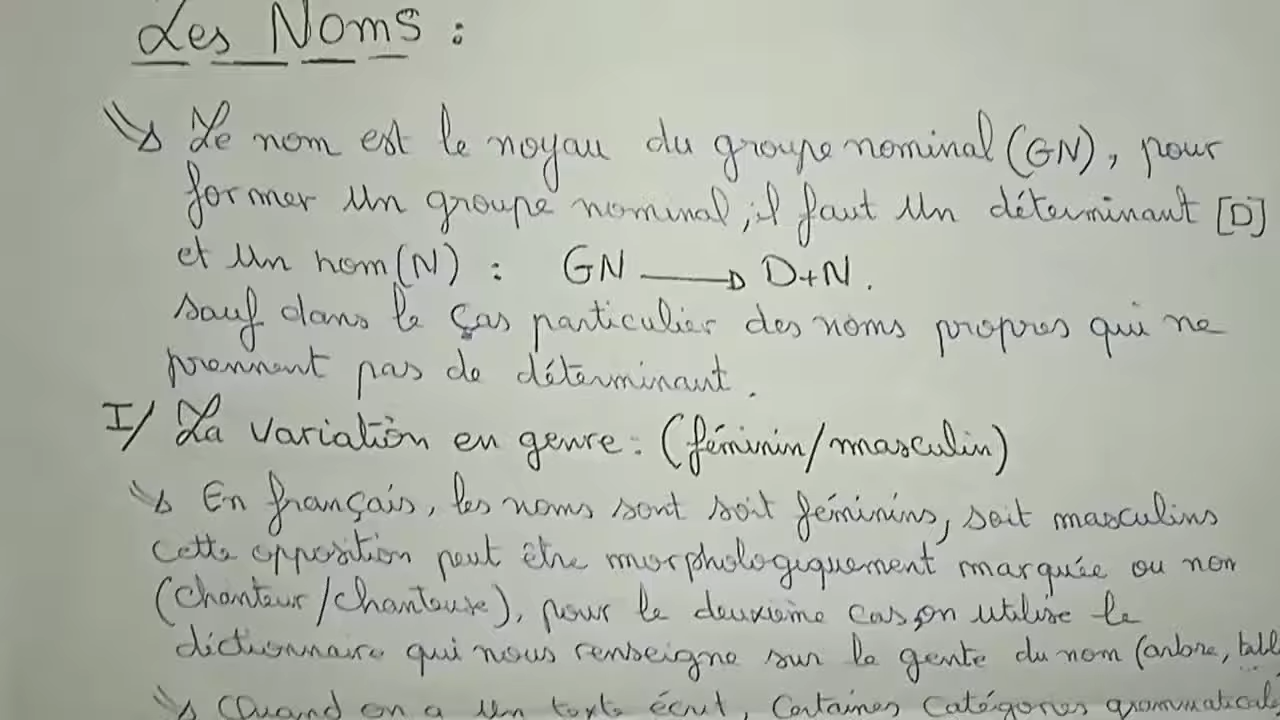 Les Noms :
Le nom est le noyau du groupe nominal (GN), pour
former un groupe nominal, il faut un déterminant [D]
et un nom (N) : GN → D+N.
sauf dans le ças particulier des noms propres qui ne
prennent pas de déterminant.
I/ La variation en genre : (féminin/masculin)
En français, les noms sont soit féminins, soit masculins
cette opposition peut être morphologiquement marquée ou non
(chanteur/chanteuse), pour le deuxième cas, on utilise le
dictionnaire qui nous renseigne sur le gente du nom (arbre, tabl
Quand on a un texte écrit, Certaines Catégories grammatical